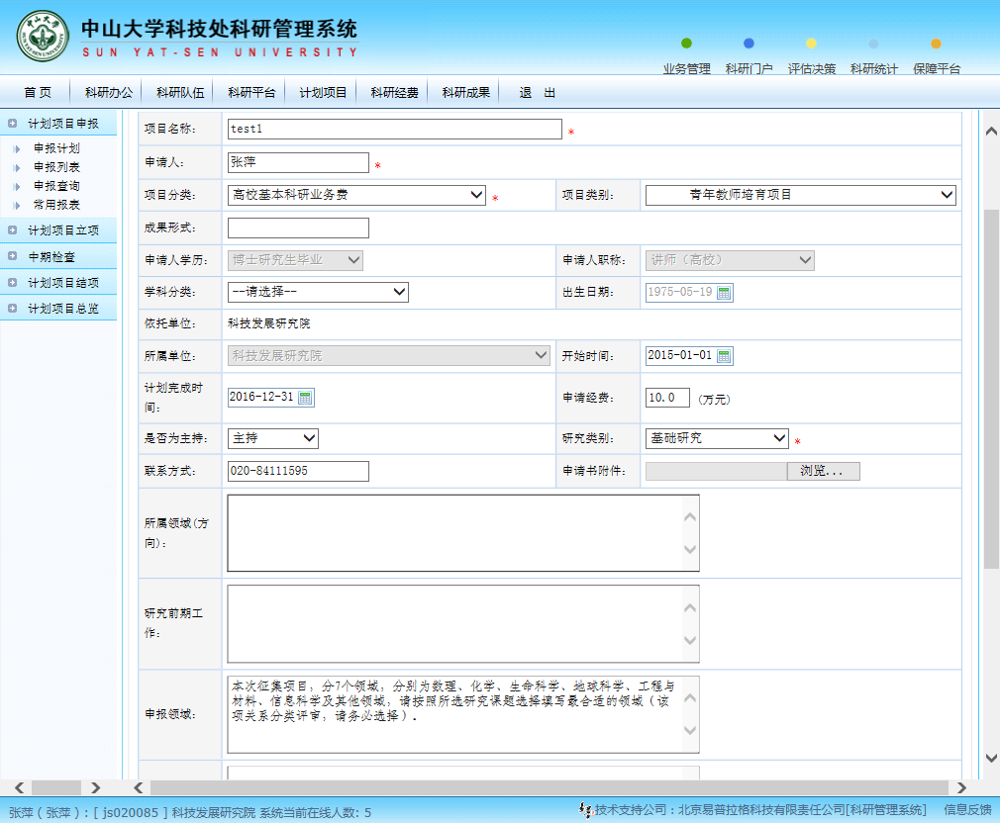 中山大学科技处科研管理系统
SUN YAT-SEN UNIVERSITY
业务管理 科研门户 评估决策 科研统计 保障平台
首 页 科研办公 科研队伍 科研平台 计划项目 科研经费 科研成果 退 出
计划项目申报
申报计划
申报列表
申报查询
常用报表
计划项目立项
中期检查
计划项目结项
计划项目总览
项目名称: test1 *
申请人: 张萍 *
项目分类: 高校基本科研业务费 * 项目类别: 青年教师培育项目
成果形式:
申请人学历: 博士研究生毕业 申请人职称: 讲师（高校）
学科分类: --请选择-- 出生日期: 1975-05-19
依托单位: 科技发展研究院
所属单位: 科技发展研究院 开始时间: 2015-01-01
计划完成时
间: 2016-12-31 申请经费: 10.0 (万元)
是否为主持: 主持 研究类别: 基础研究 *
联系方式: 020-84111595 申请书附件: 浏览...
所属领域(方
向):
研究前期工
作:
申报领域:
本次征集项目，分7个领域，分别为数理、化学、生命科学、地球科学、工程与
材料、信息科学及其他领域，请按照所选研究课题选择填写最合适的领域（该
项关系分类评审，请务必选择）.
张萍（张萍）: [ js020085 ] 科技发展研究院 系统当前在线人数: 5
技术支持公司：北京易普拉格科技有限责任公司[科研管理系统] 信息反馈